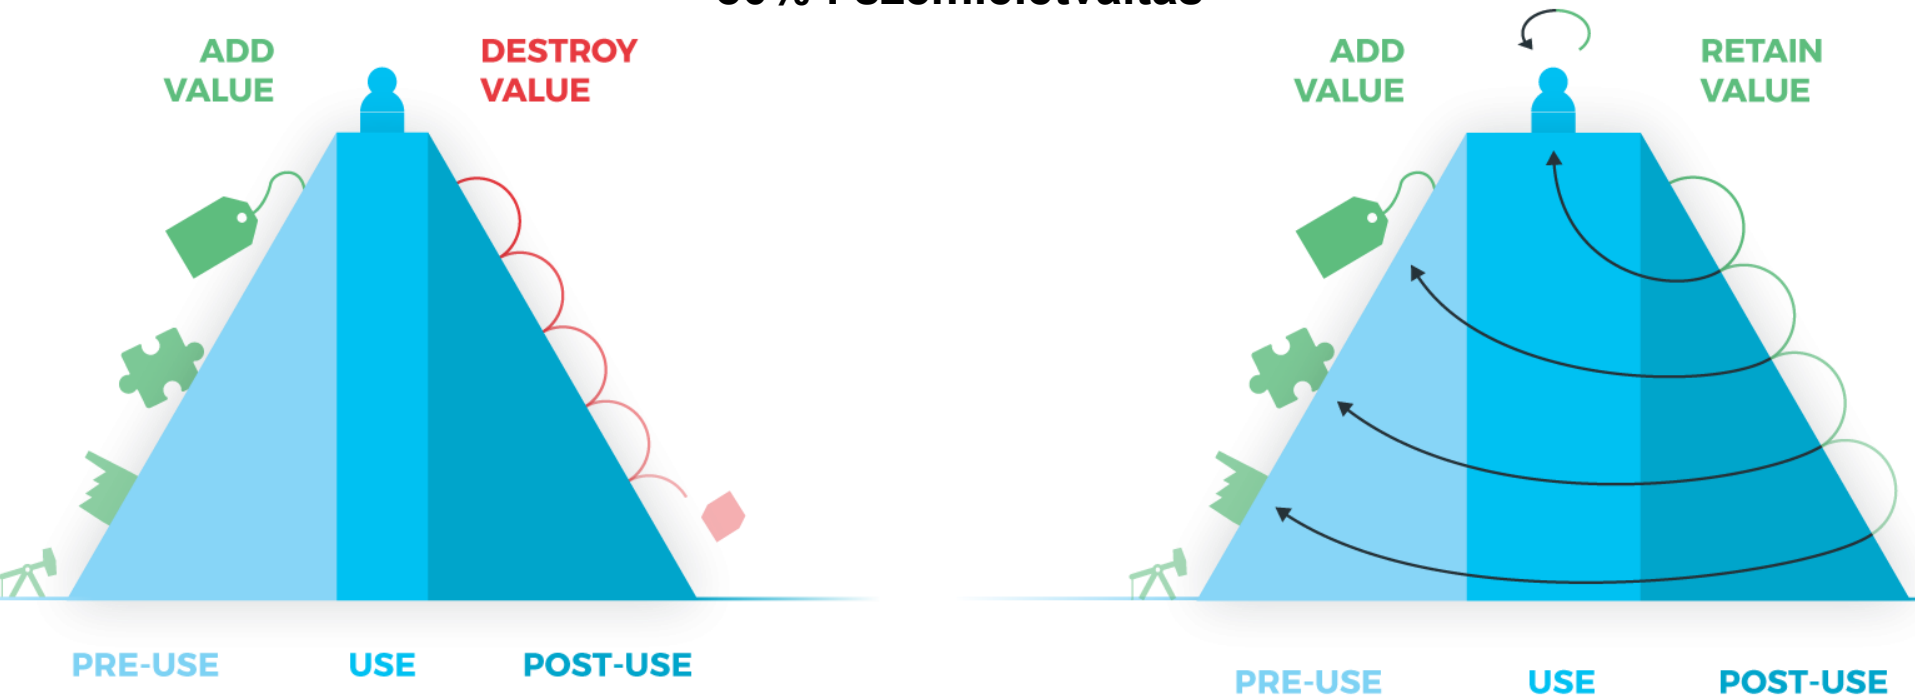 ADD
VALUE
DESTROY
VALUE
PRE-USE
USE
POST-USE
ADD
VALUE
RETAIN
VALUE
PRE-USE
USE
POST-USE